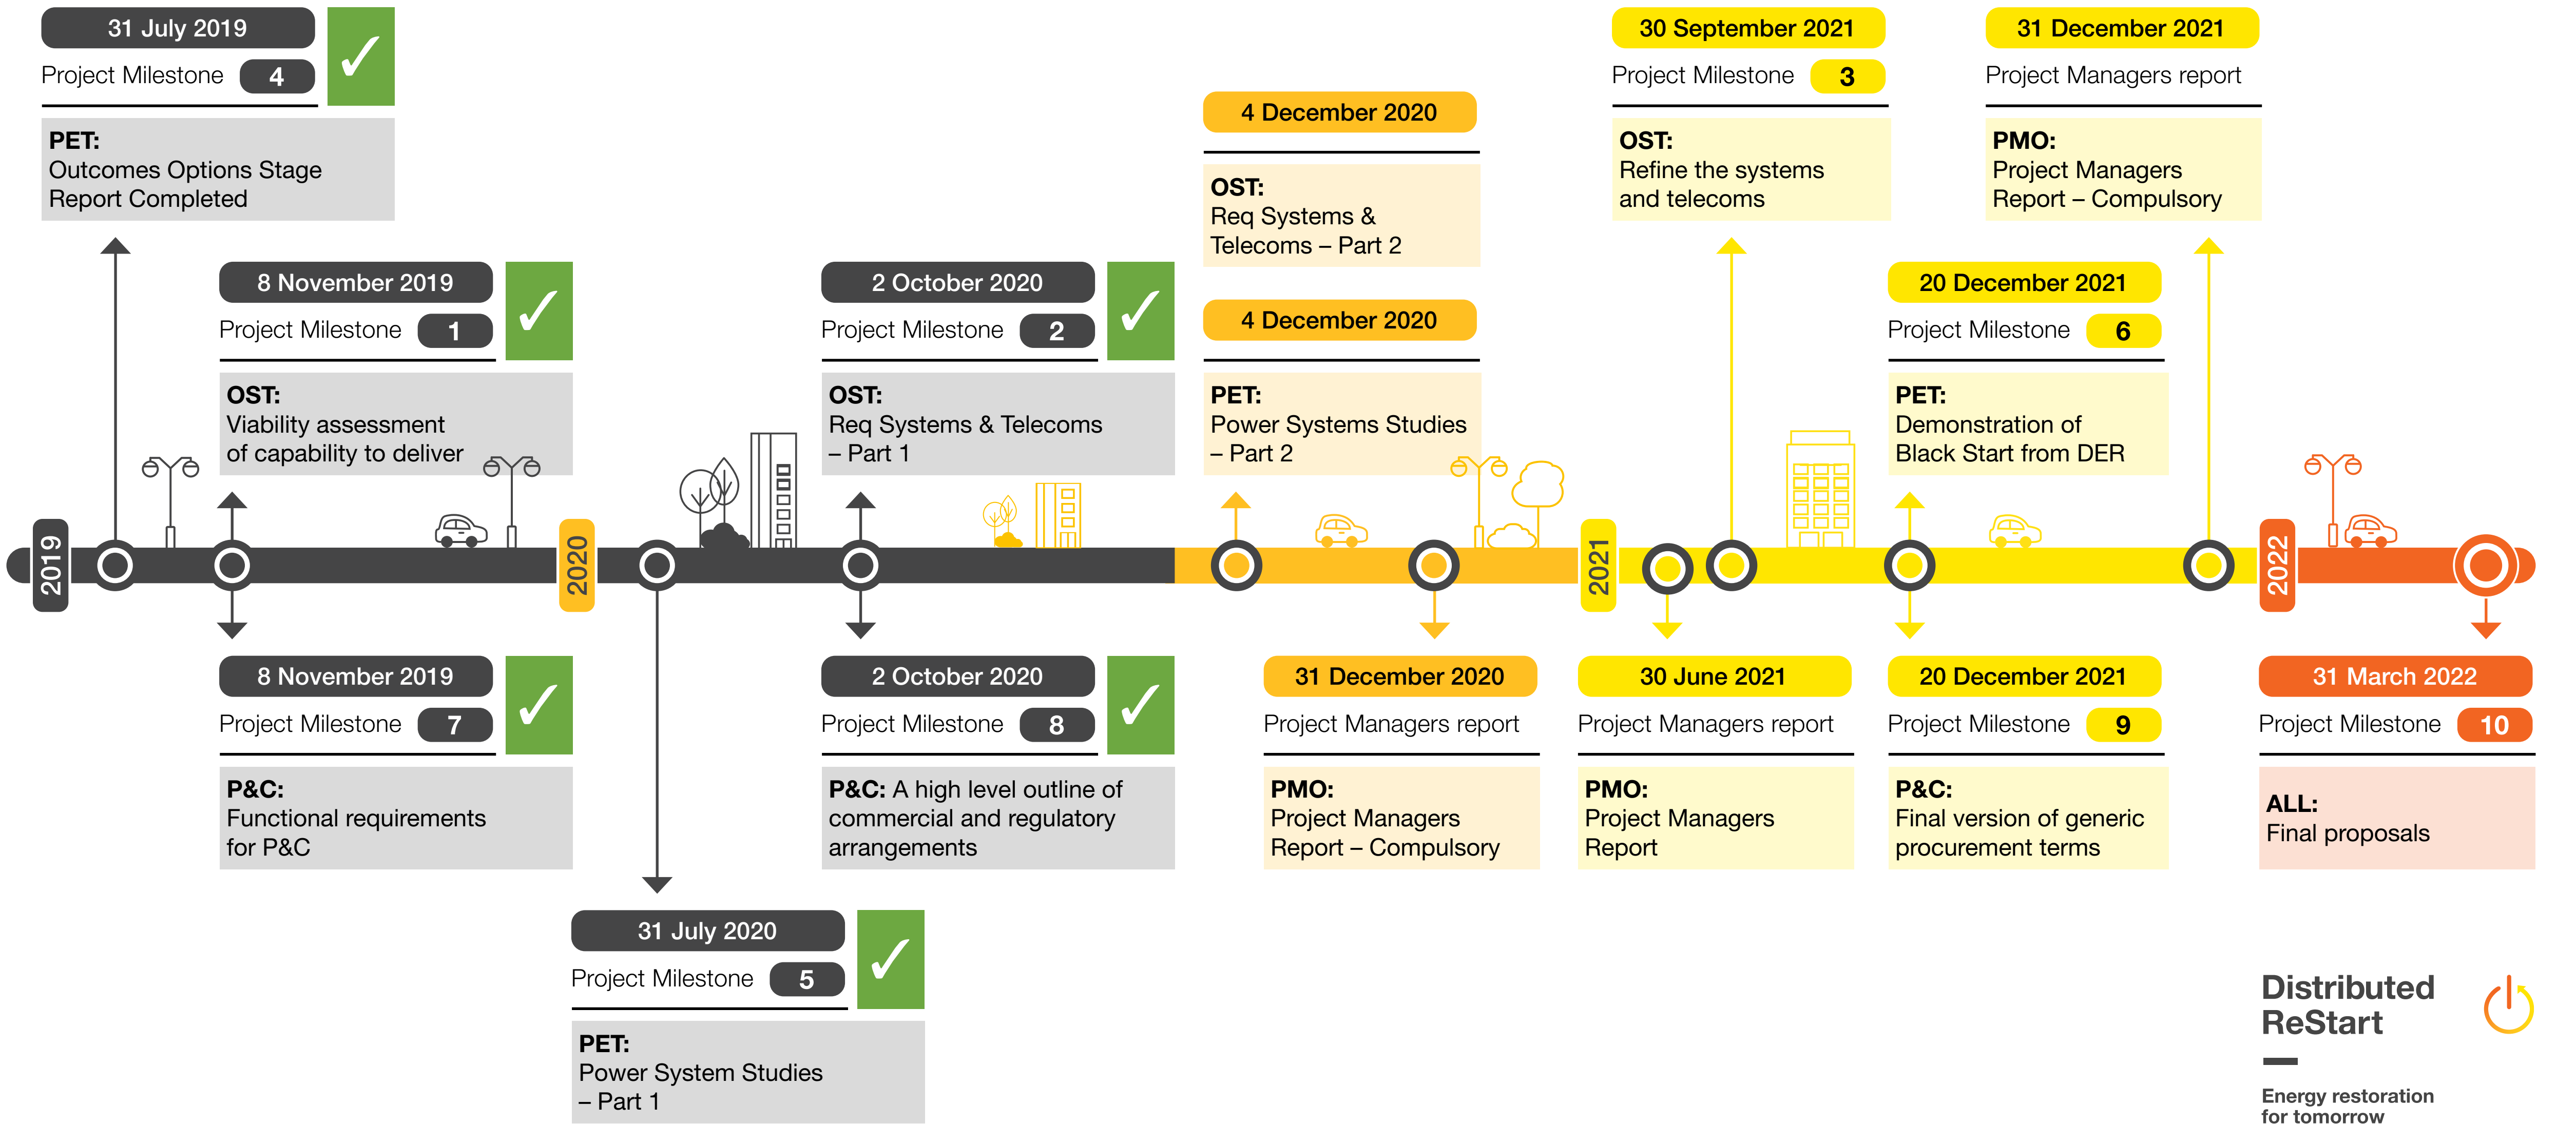 31 July 2019
Project Milestone 4
PET:
Outcomes Options Stage
Report Completed
8 November 2019
Project Milestone 1
OST:
Viability assessment
of capability to deliver
2 October 2020
Project Milestone 2
OST:
Req Systems & Telecoms
– Part 1
4 December 2020
OST:
Req Systems &
Telecoms – Part 2
4 December 2020
PET:
Power Systems Studies
– Part 2
30 September 2021
Project Milestone 3
OST:
Refine the systems
and telecoms
31 December 2021
Project Managers report
PMO:
Project Managers
Report – Compulsory
20 December 2021
Project Milestone 6
PET:
Demonstration of
Black Start from DER
2019
2020
2021
2022
8 November 2019
Project Milestone 7
P&C:
Functional requirements
for P&C
31 July 2020
Project Milestone 5
PET:
Power System Studies
– Part 1
2 October 2020
Project Milestone 8
P&C: A high level outline of
commercial and regulatory
arrangements
31 December 2020
Project Managers report
PMO:
Project Managers
Report – Compulsory
30 June 2021
Project Managers report
PMO:
Project Managers
Report
20 December 2021
Project Milestone 9
P&C:
Final version of generic
procurement terms
31 March 2022
Project Milestone 10
ALL:
Final proposals
Distributed
ReStart
Energy restoration
for tomorrow